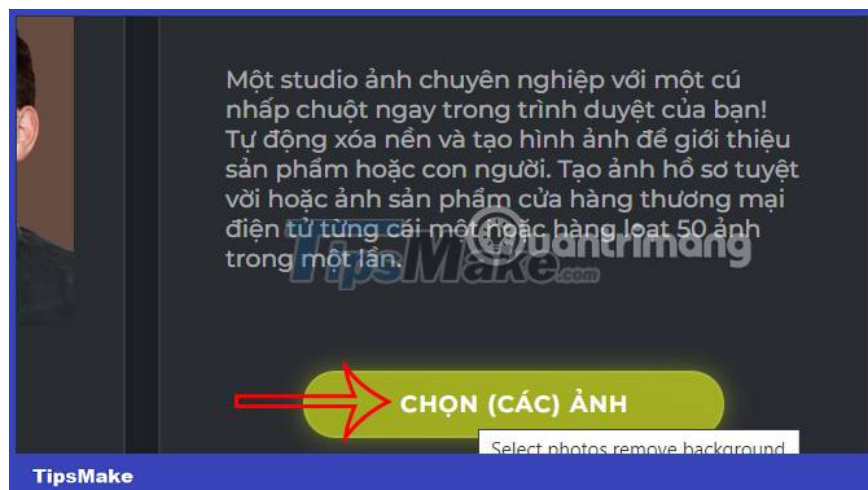 Một studio ảnh chuyên nghiệp với một cú
nhấp chuột ngay trong trình duyệt của bạn!
Tự động xóa nền và tạo hình ảnh để giới thiệu
sản phẩm hoặc con người. Tạo ảnh hồ sơ tuyệt
vời hoặc ảnh sản phẩm cửa hàng thương mại
điện tử từng cái một hoặc hàng loạt 50 ảnh
trong một lần.
TipsMake.com
Quantrimang
CHỌN (CÁC) ẢNH
Select photos remove background
TipsMake